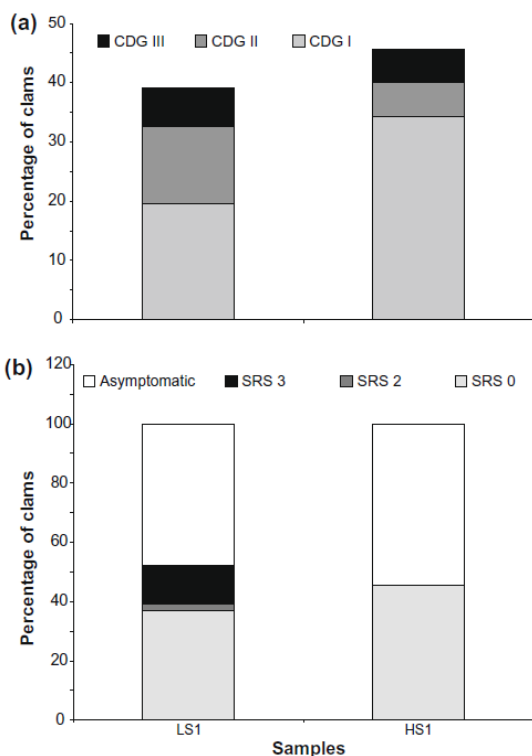 (a)
CDG III CDG II CDG I
Percentage of clams
50
40
30
20
10
0
(b)
Asymptomatic SRS 3 SRS 2 SRS 0
Percentage of clams
120
100
80
60
40
20
0
LS1 HS1
Samples